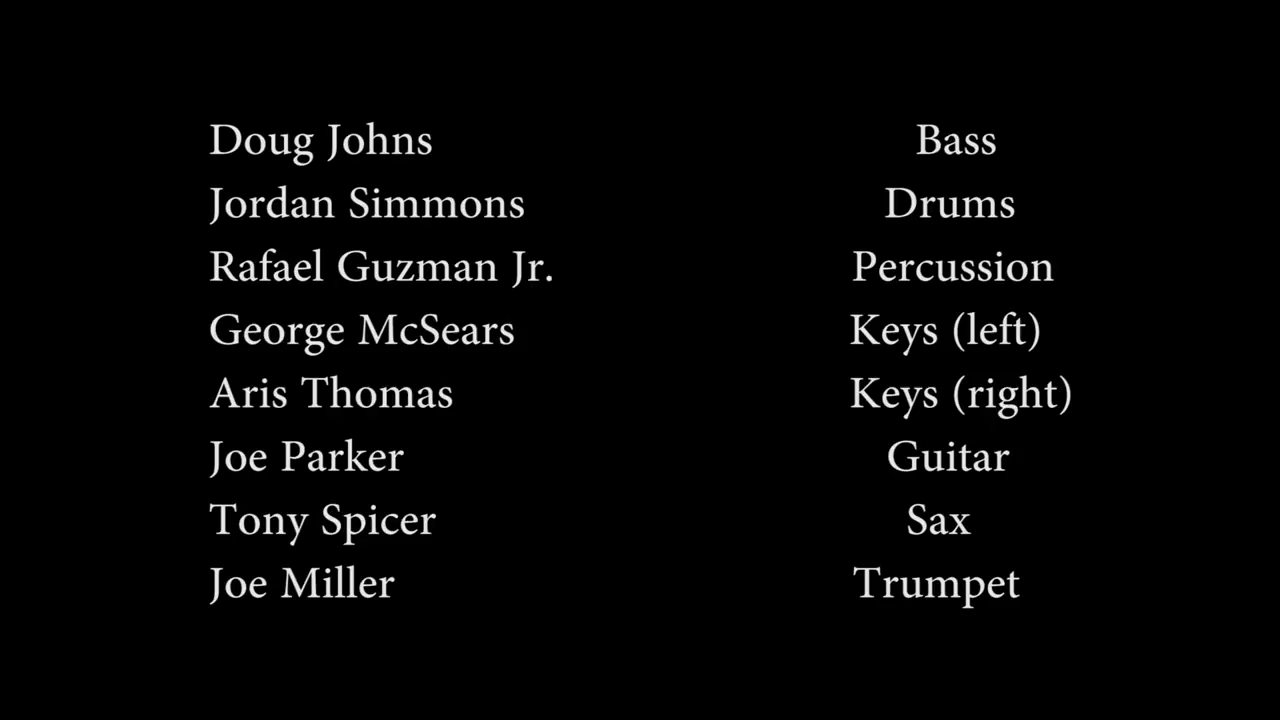 Doug Johns Bass
Jordan Simmons Drums
Rafael Guzman Jr. Percussion
George McSears Keys (left)
Aris Thomas Keys (right)
Joe Parker Guitar
Tony Spicer Sax
Joe Miller Trumpet